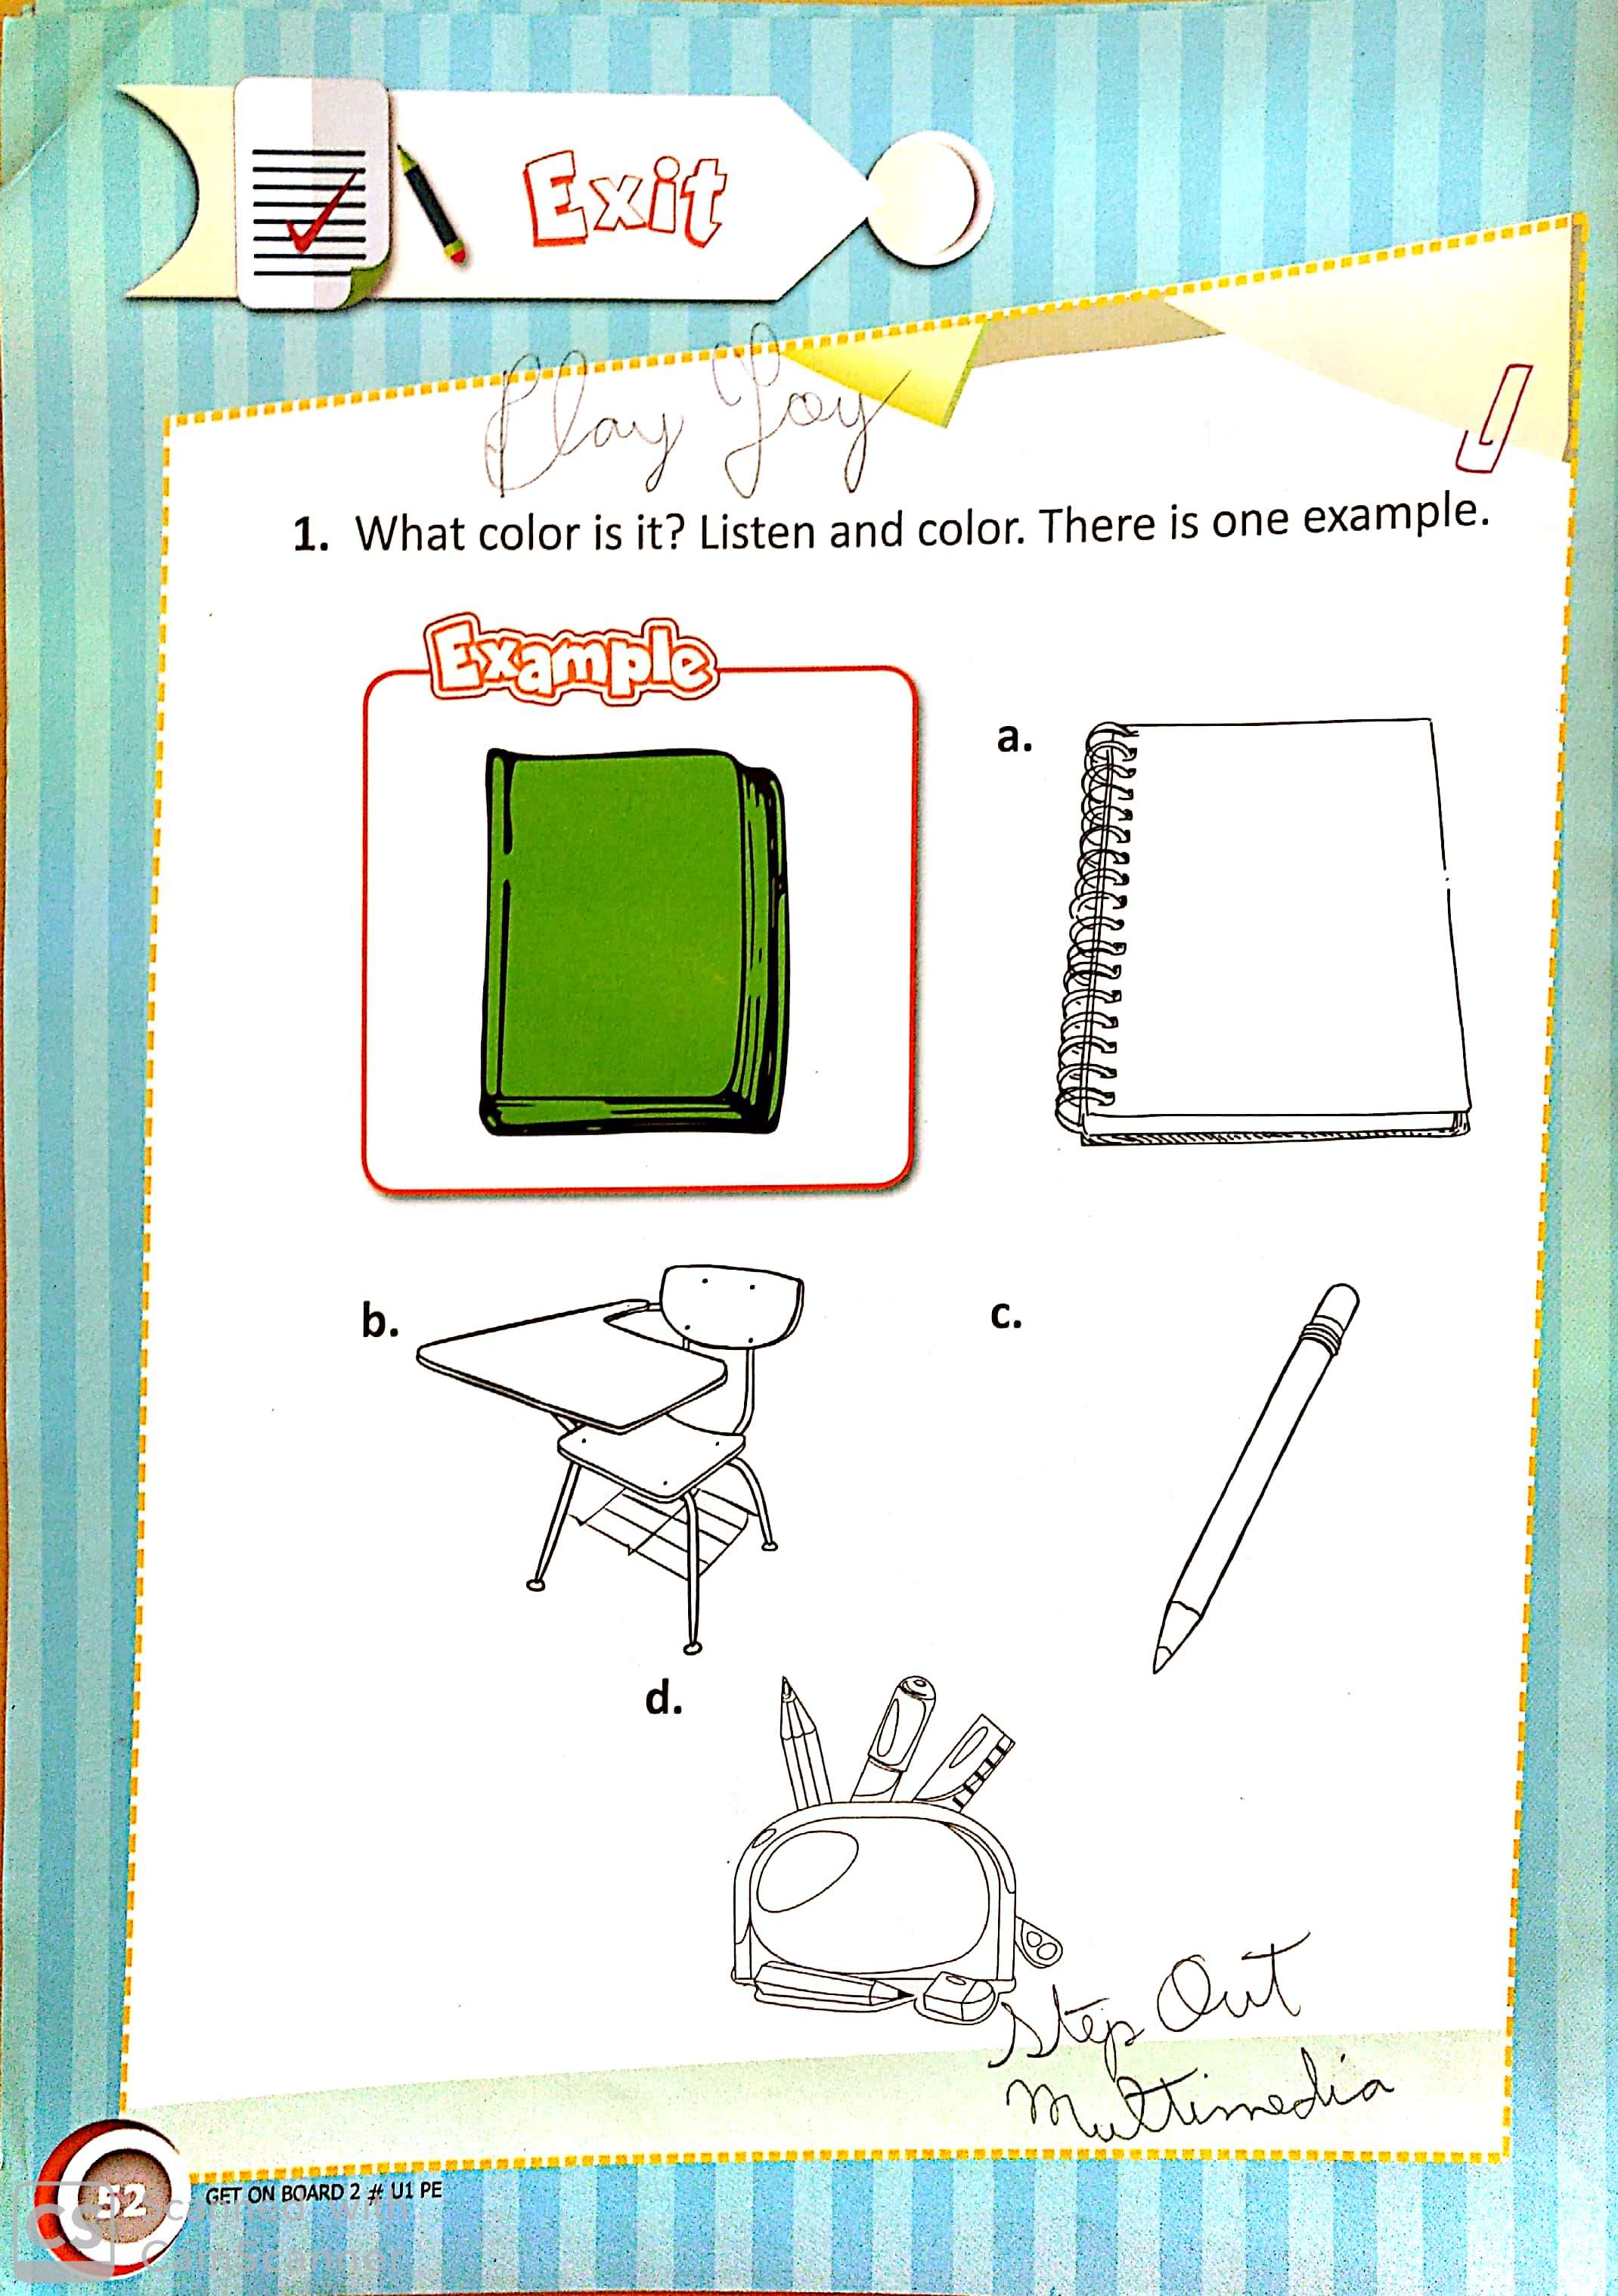 Exit
Play Joy
1. What color is it? Listen and color. There is one example.
Example
a.
b.
c.
d.
Step Out
Multimedia
52
GET ON BOARD 2 # U1 PE
CS
Scanned with
CamScanner